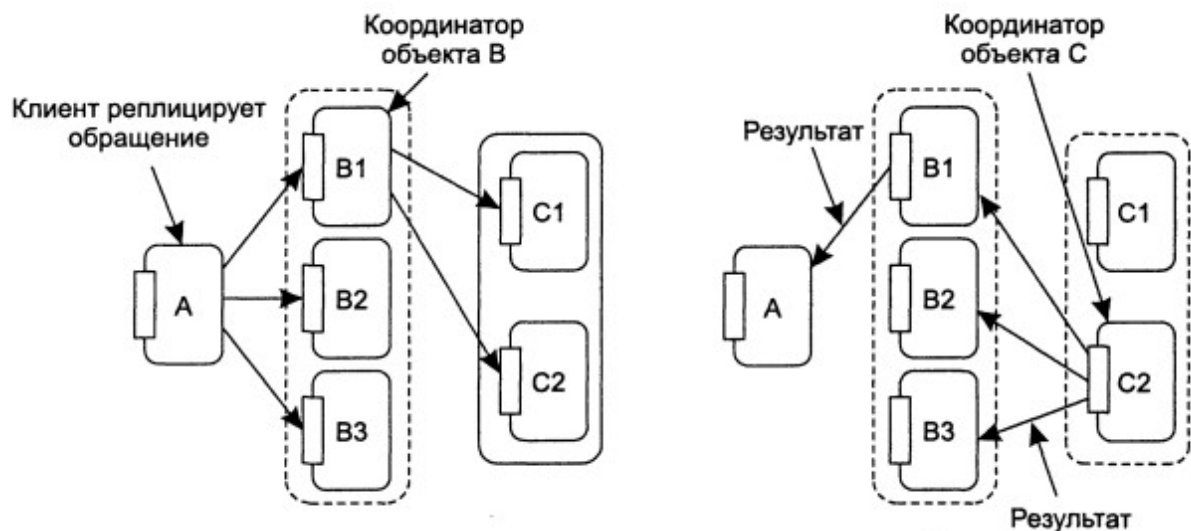 Координатор
объекта B
Клиент реплицирует
обращение
A
B1
B2
B3
C1
C2
Координатор
объекта C
Результат
A
B1
B2
B3
C1
C2
Результат